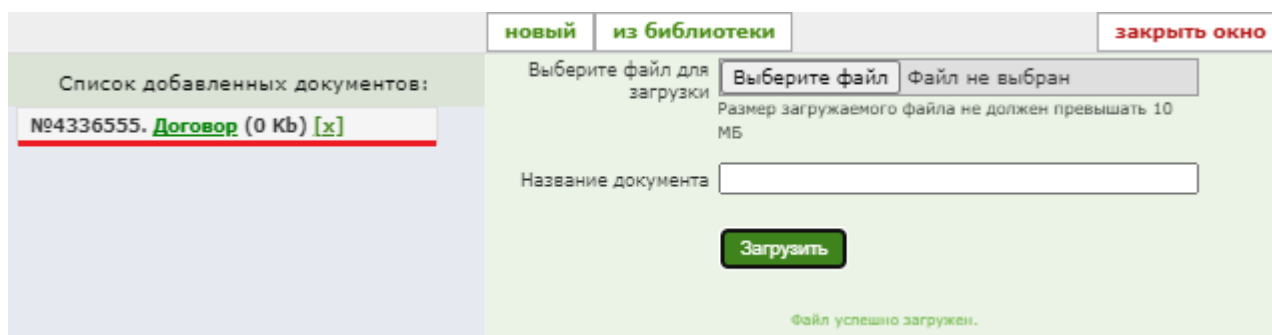 новый из библиотеки закрыть окно
Список добавленных документов:
№4336555. Договор (0 Kb) [x]
Выберите файл для
загрузки
Выберите файл Файл не выбран
Размер загружаемого файла не должен превышать 10
МБ
Название документа
Загрузить
Файл успешно загружен.